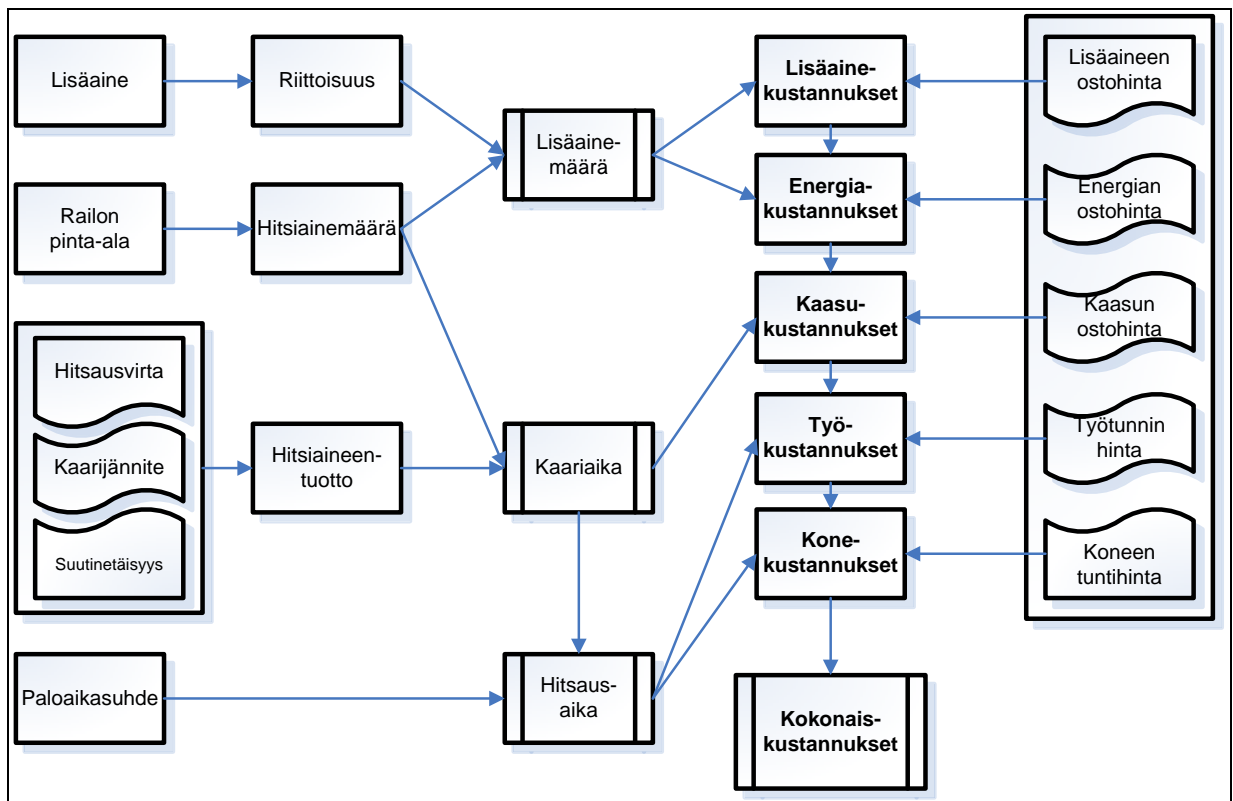 Lisäaine
Riittoisuus
Lisäaine-
määrä
Lisäaine-
kustannukset
Lisäaineen
ostohinta
Railon
pinta-ala
Hitsiainemäärä
Energia-
kustannukset
Energian
ostohinta
Kaasu-
kustannukset
Kaasun
ostohinta
Hitsausvirta
Kaarijännite
Suutinetäisyys
Hitsiaineen-
tuotto
Kaariaika
Työ-
kustannukset
Työtunnin
hinta
Kone-
kustannukset
Koneen
tuntihinta
Paloaikasuhde
Hitsaus-
aika
Kokonais-
kustannukset